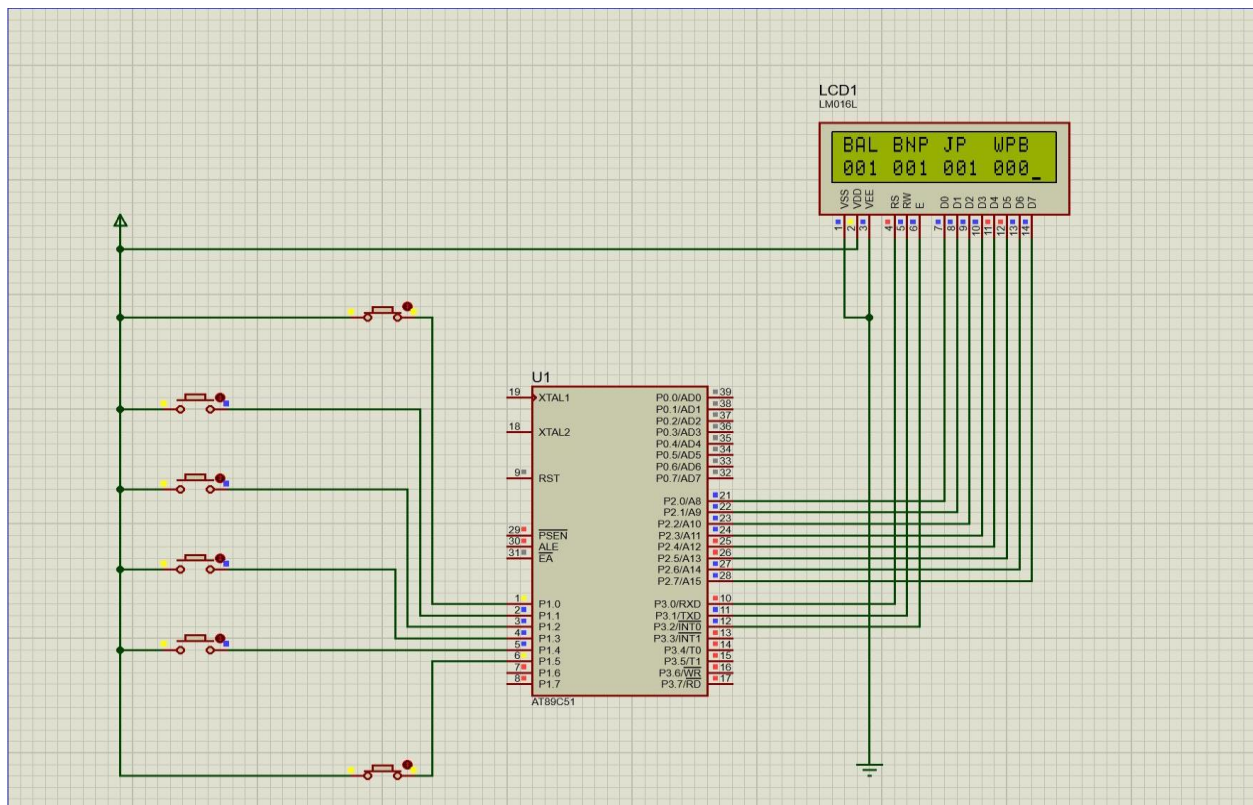 LCD1
LM016L
BAL BNP JP WPB
001 001 001 000_
VSS
VDD
VEE
RS
RW
E
D0
D1
D2
D3
D4
D5
D6
D7
1
2
3
4
5
6
7
8
9
10
11
12
13
14
U1
19 XTAL1
18 XTAL2
9 RST
29 PSEN
30 ALE
31 EA
1 P1.0
2 P1.1
3 P1.2
4 P1.3
5 P1.4
6 P1.5
7 P1.6
8 P1.7
P0.0/AD0 39
P0.1/AD1 38
P0.2/AD2 37
P0.3/AD3 36
P0.4/AD4 35
P0.5/AD5 34
P0.6/AD6 33
P0.7/AD7 32
P2.0/A8 21
P2.1/A9 22
P2.2/A10 23
P2.3/A11 24
P2.4/A12 25
P2.5/A13 26
P2.6/A14 27
P2.7/A15 28
P3.0/RXD 10
P3.1/TXD 11
P3.2/INT0 12
P3.3/INT1 13
P3.4/T0 14
P3.5/T1 15
P3.6/WR 16
P3.7/RD 17
AT89C51